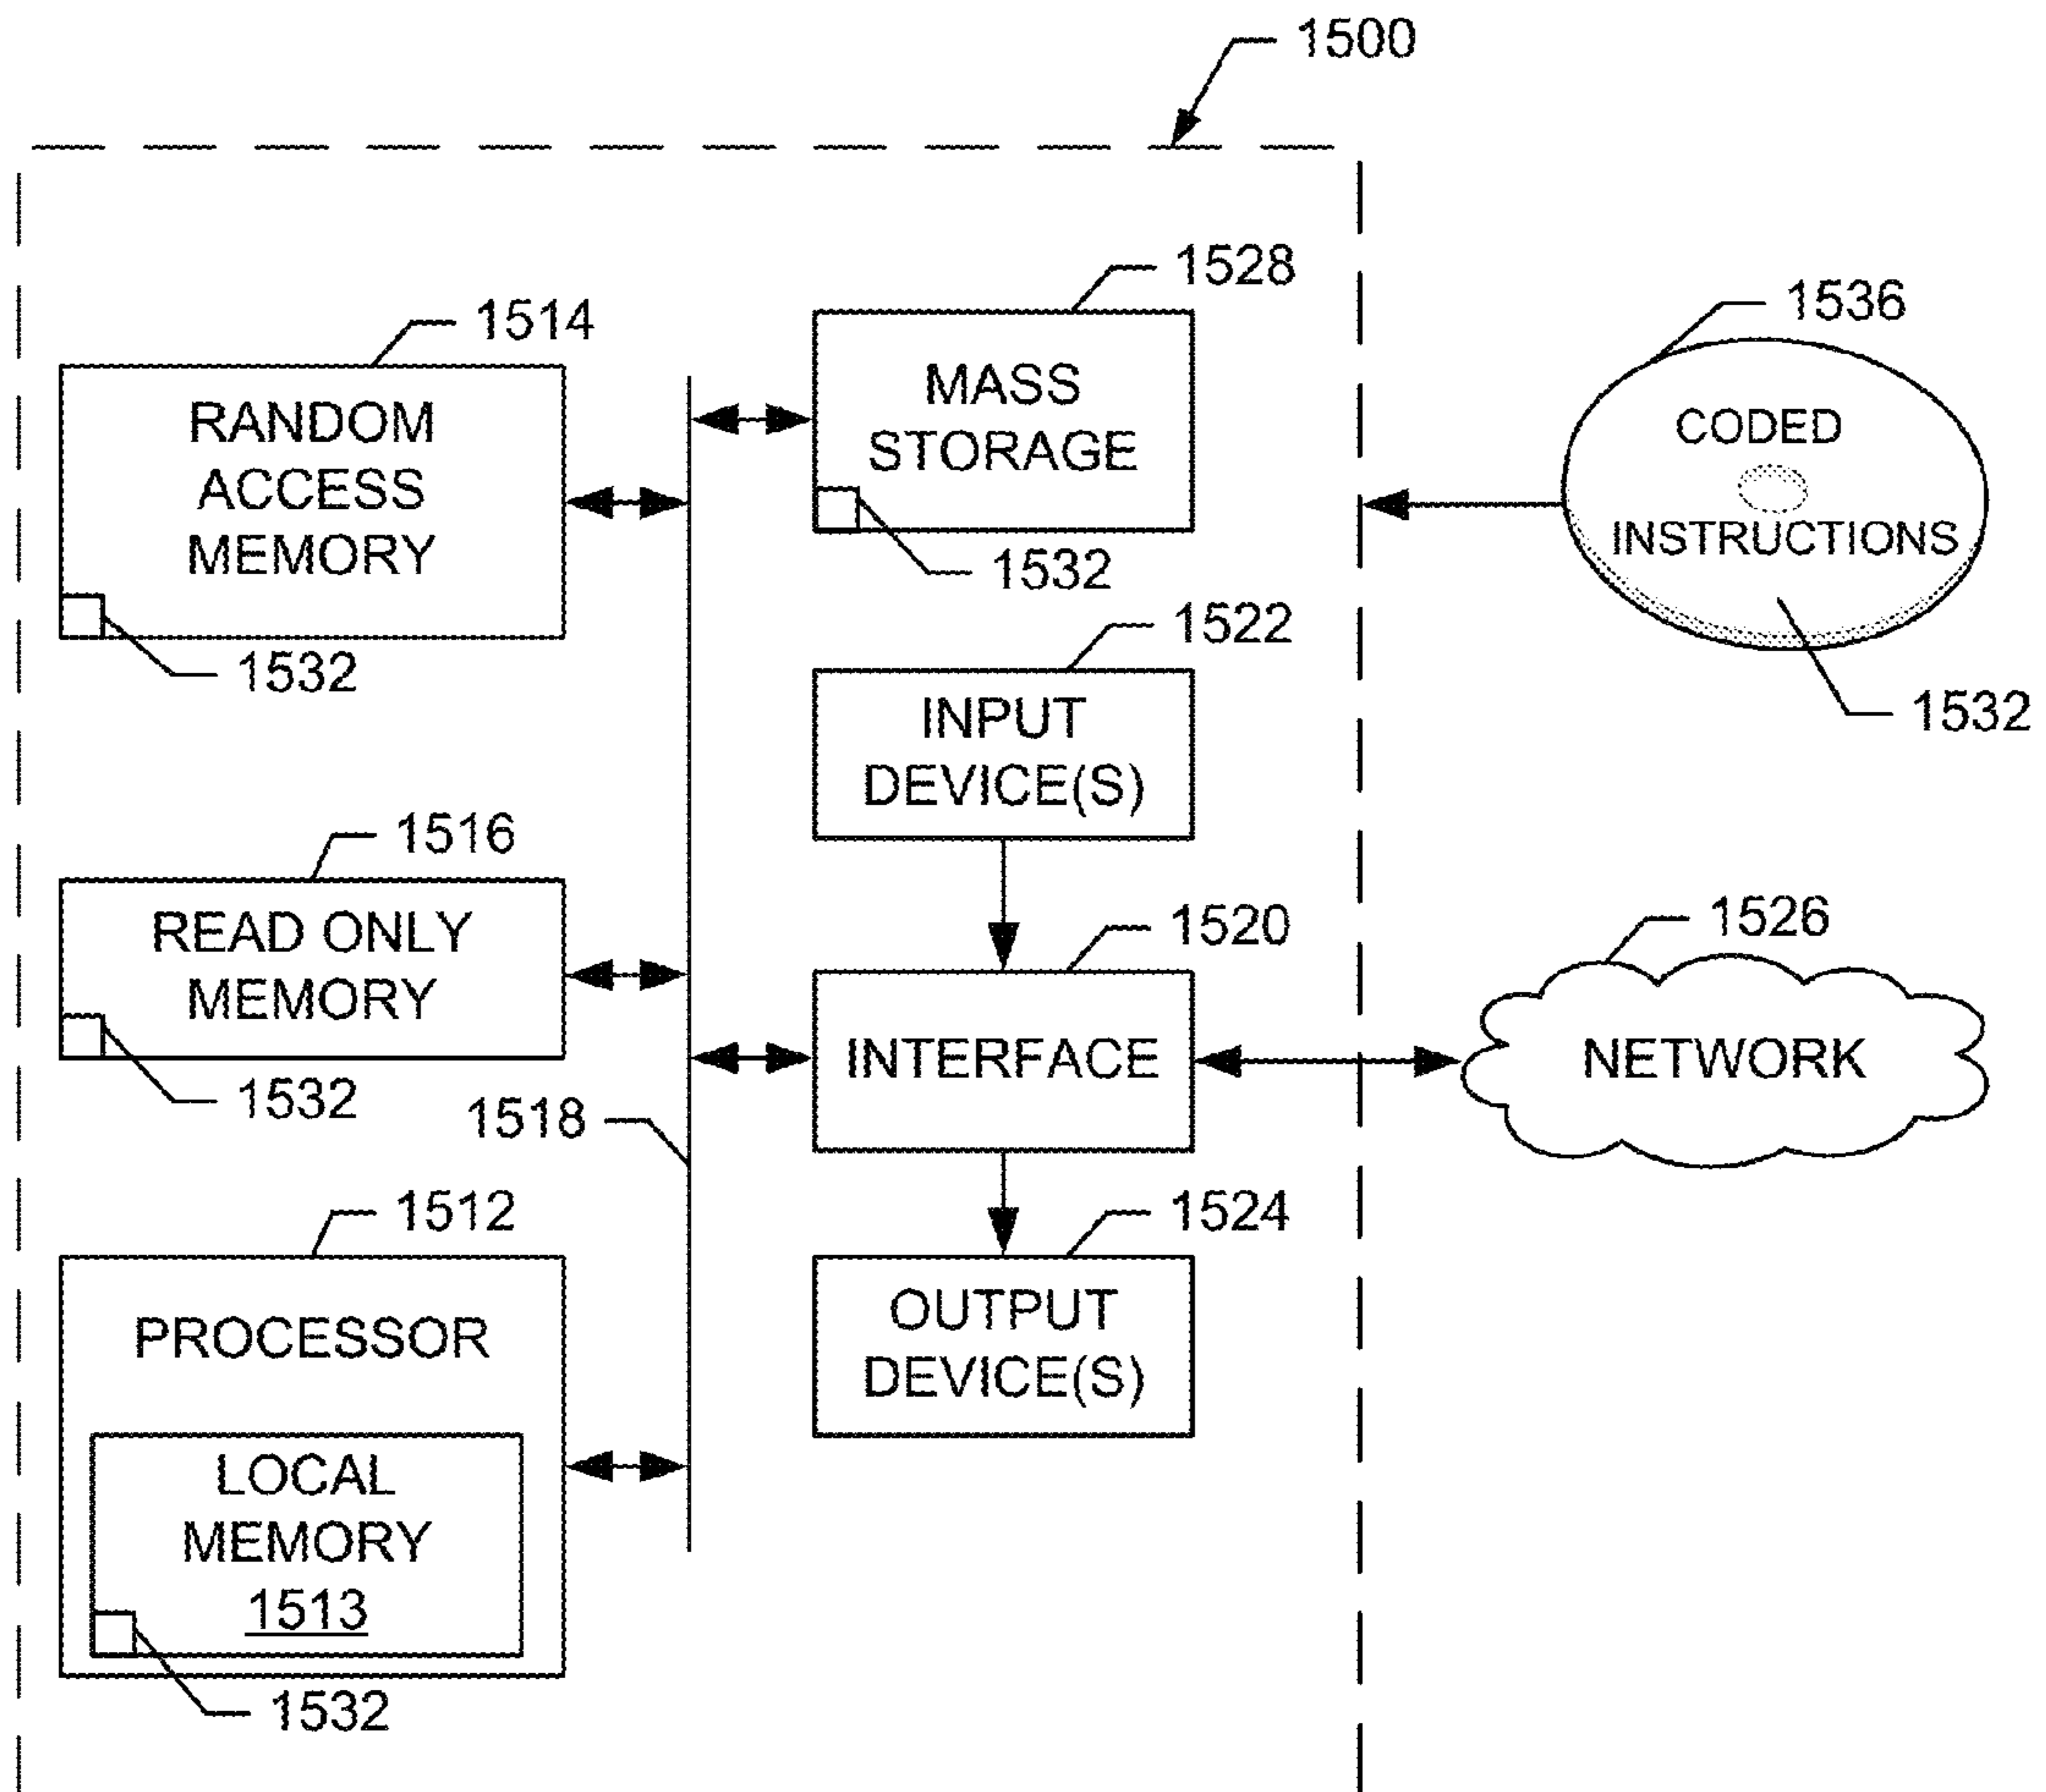 1500
1528
1514
1536
MASS
STORAGE
RANDOM
ACCESS
MEMORY
CODED
INSTRUCTIONS
1532
1532
1532
1522
INPUT
DEVICE(S)
1516
READ ONLY
MEMORY
1532
1520
1526
INTERFACE
NETWORK
1518
1512
1524
PROCESSOR
OUTPUT
DEVICE(S)
LOCAL
MEMORY
1513
1532